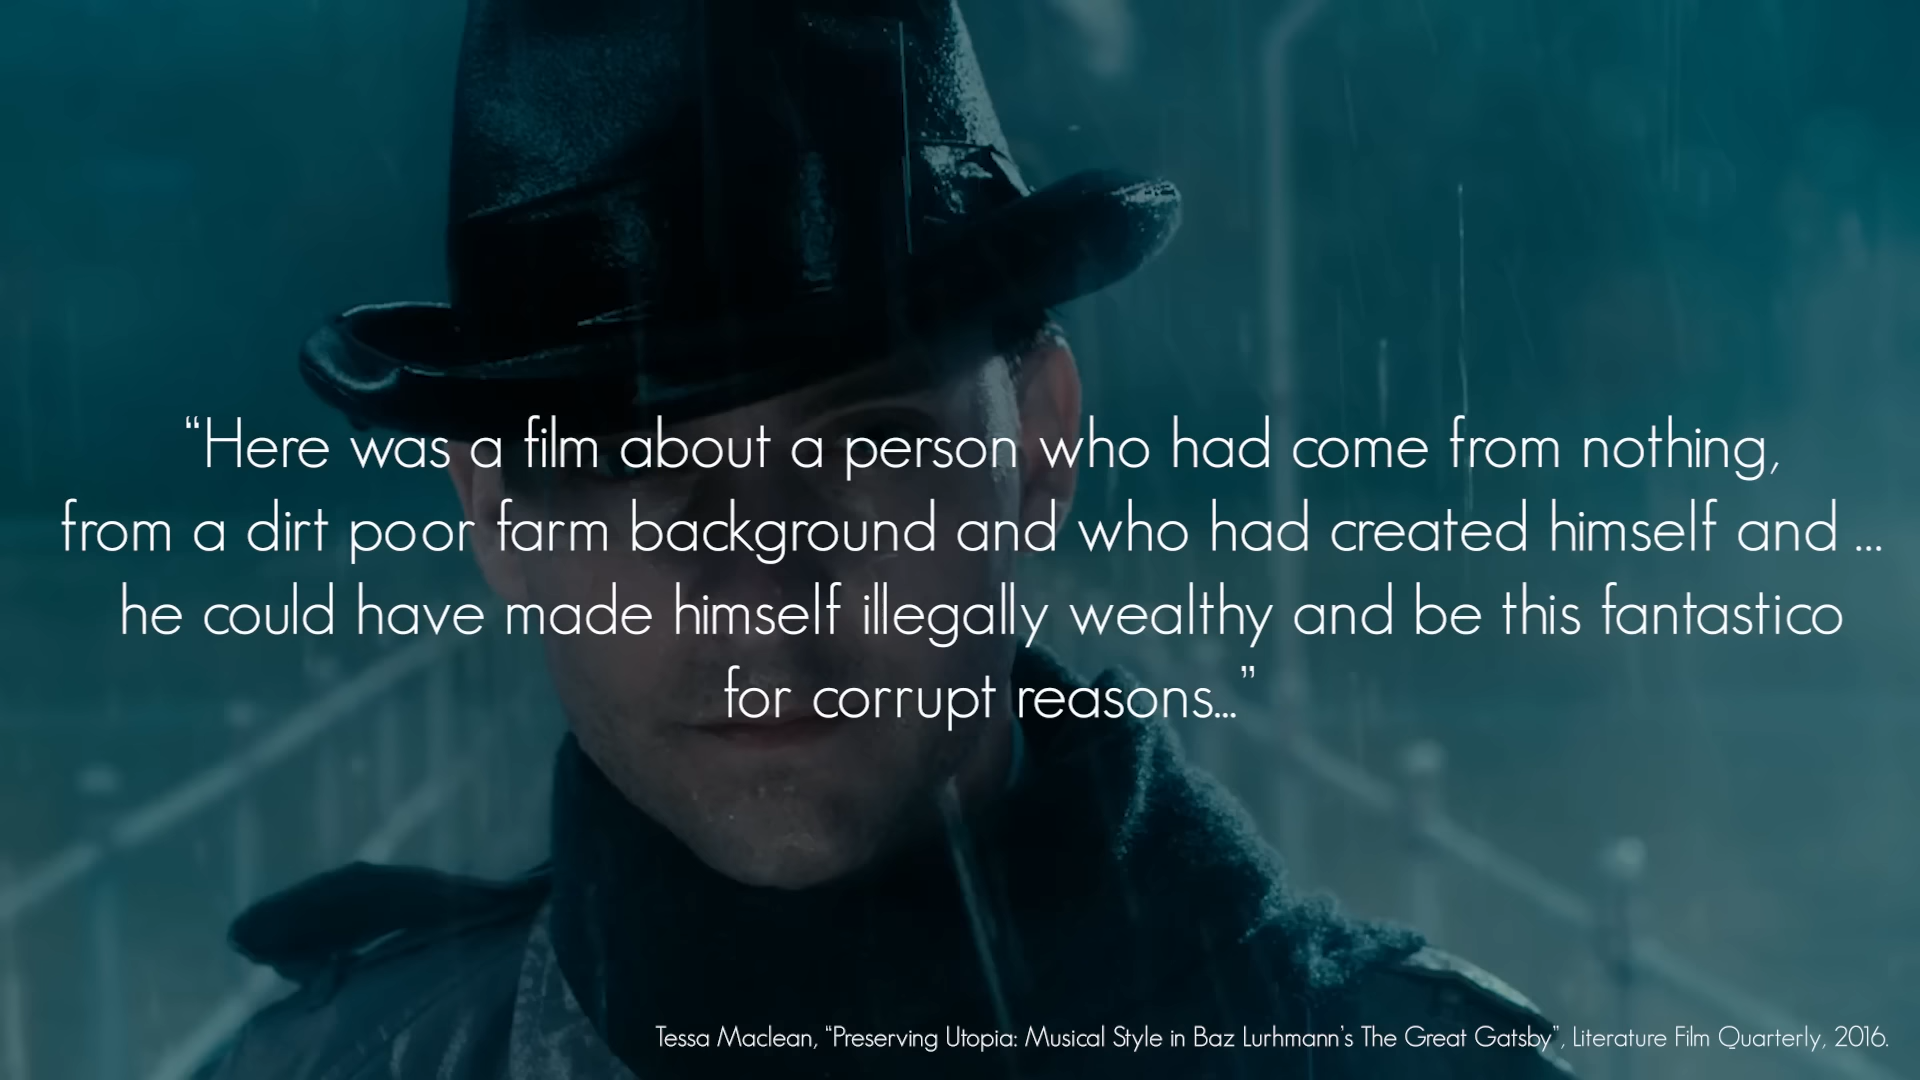 “Here was a film about a person who had come from nothing,
from a dirt poor farm background and who had created himself and ...
he could have made himself illegally wealthy and be this fantastico
for corrupt reasons...”
Tessa Maclean, “Preserving Utopia: Musical Style in Baz Lurhmann’s The Great Gatsby”, Literature Film Quarterly, 2016.